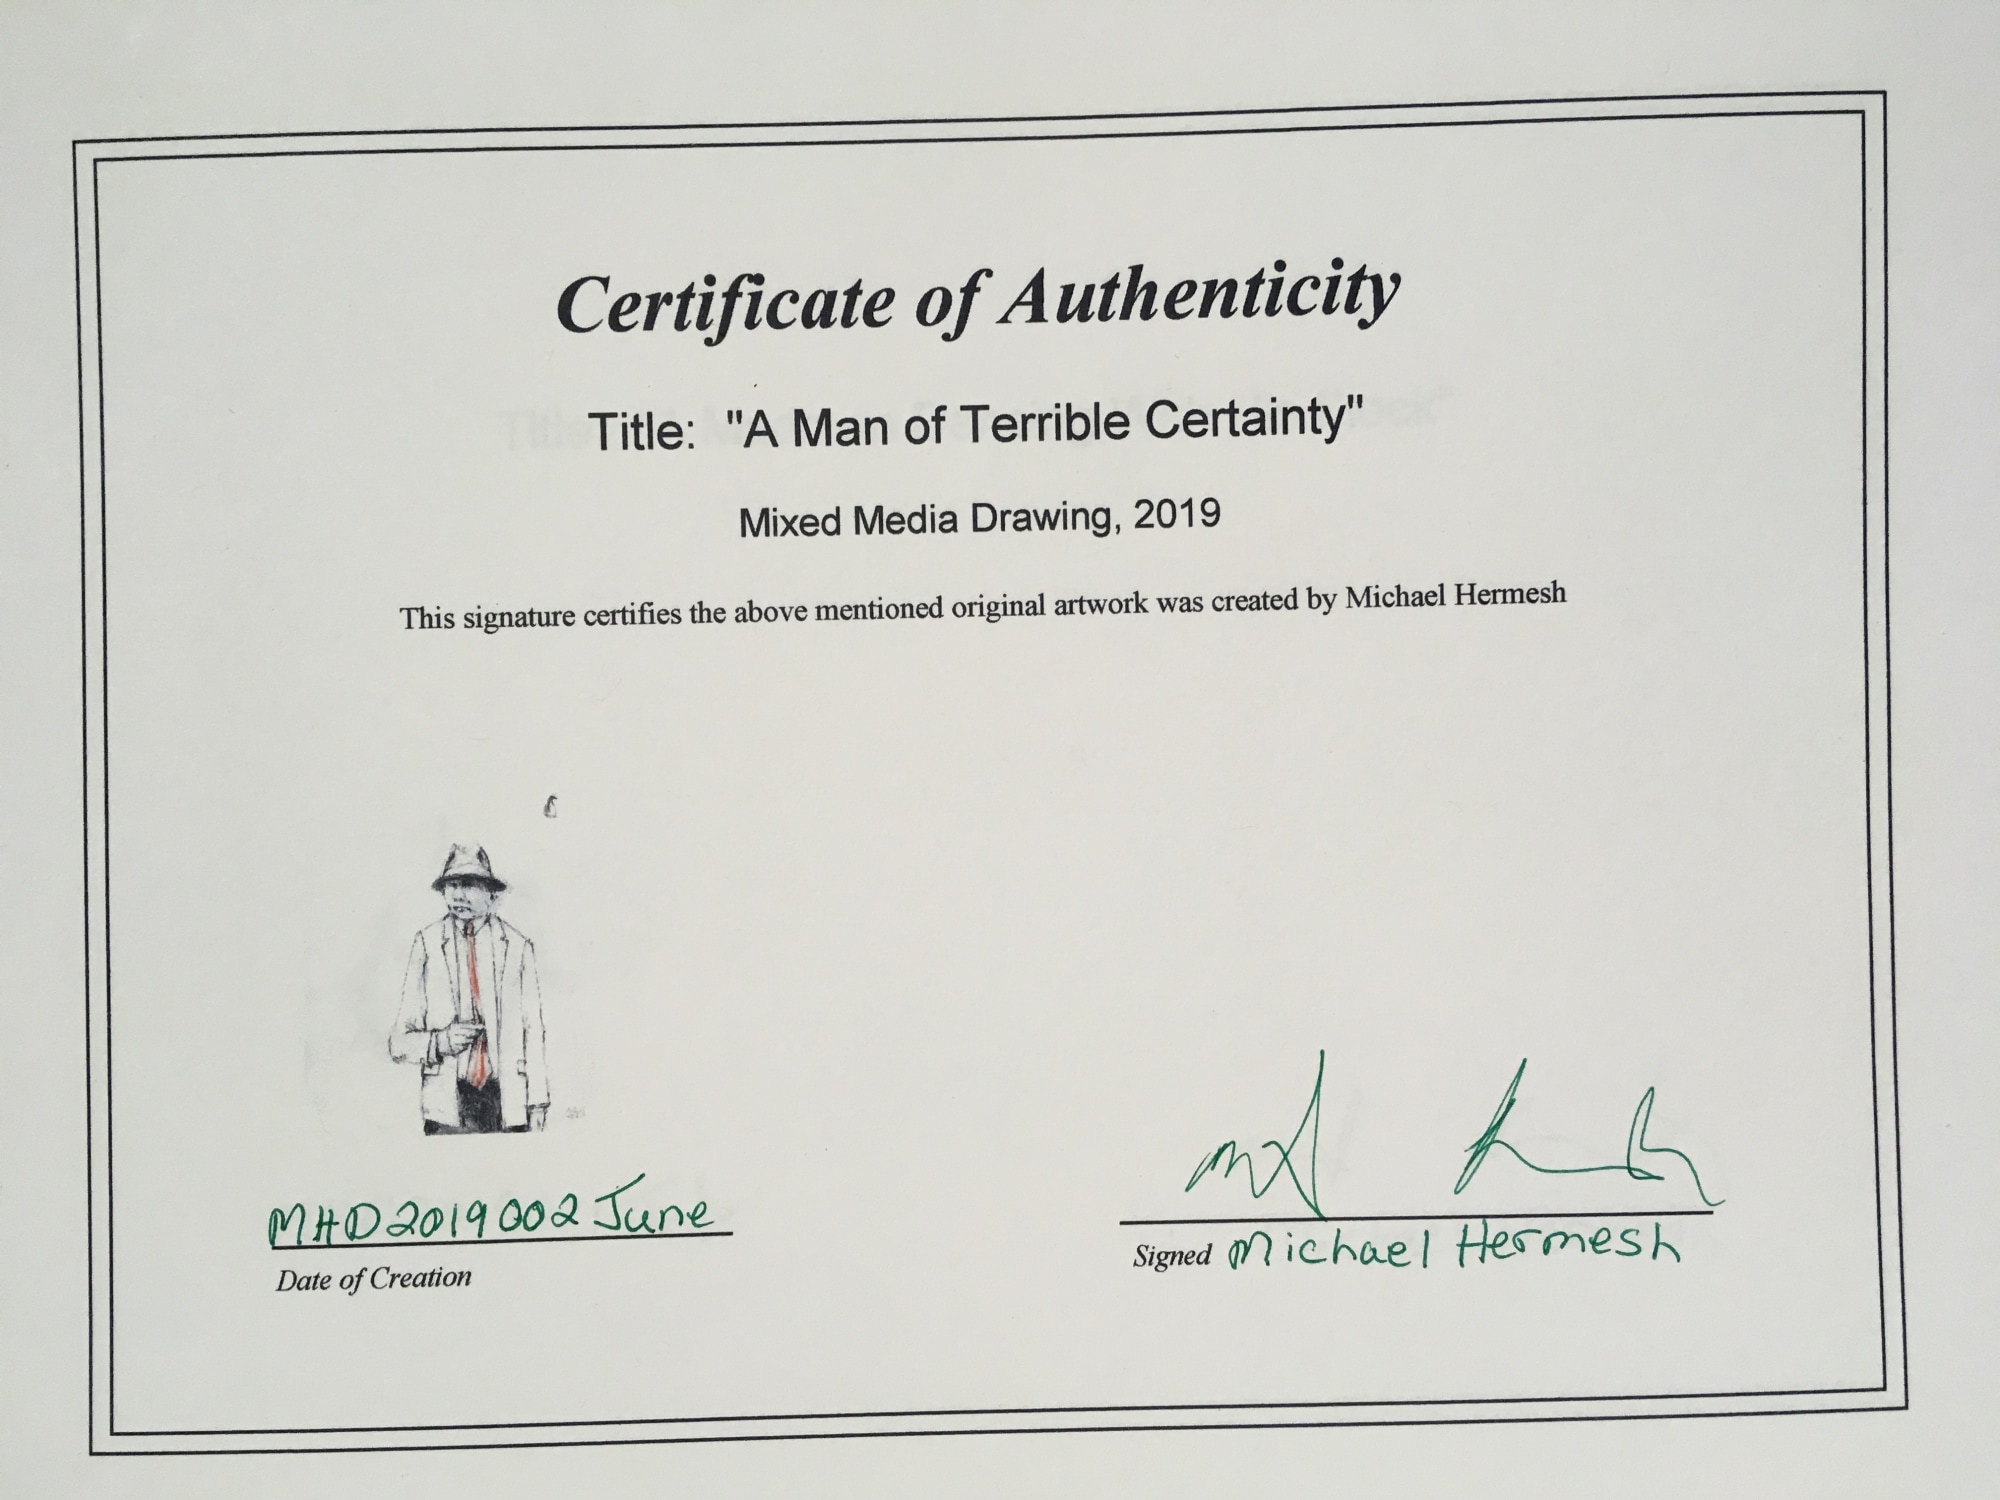 Certificate of Authenticity
Title: "A Man of Terrible Certainty"
Mixed Media Drawing, 2019
This signature certifies the above mentioned original artwork was created by Michael Hermesh
MHD2019002 June
Date of Creation
Signed Michael Hermesh